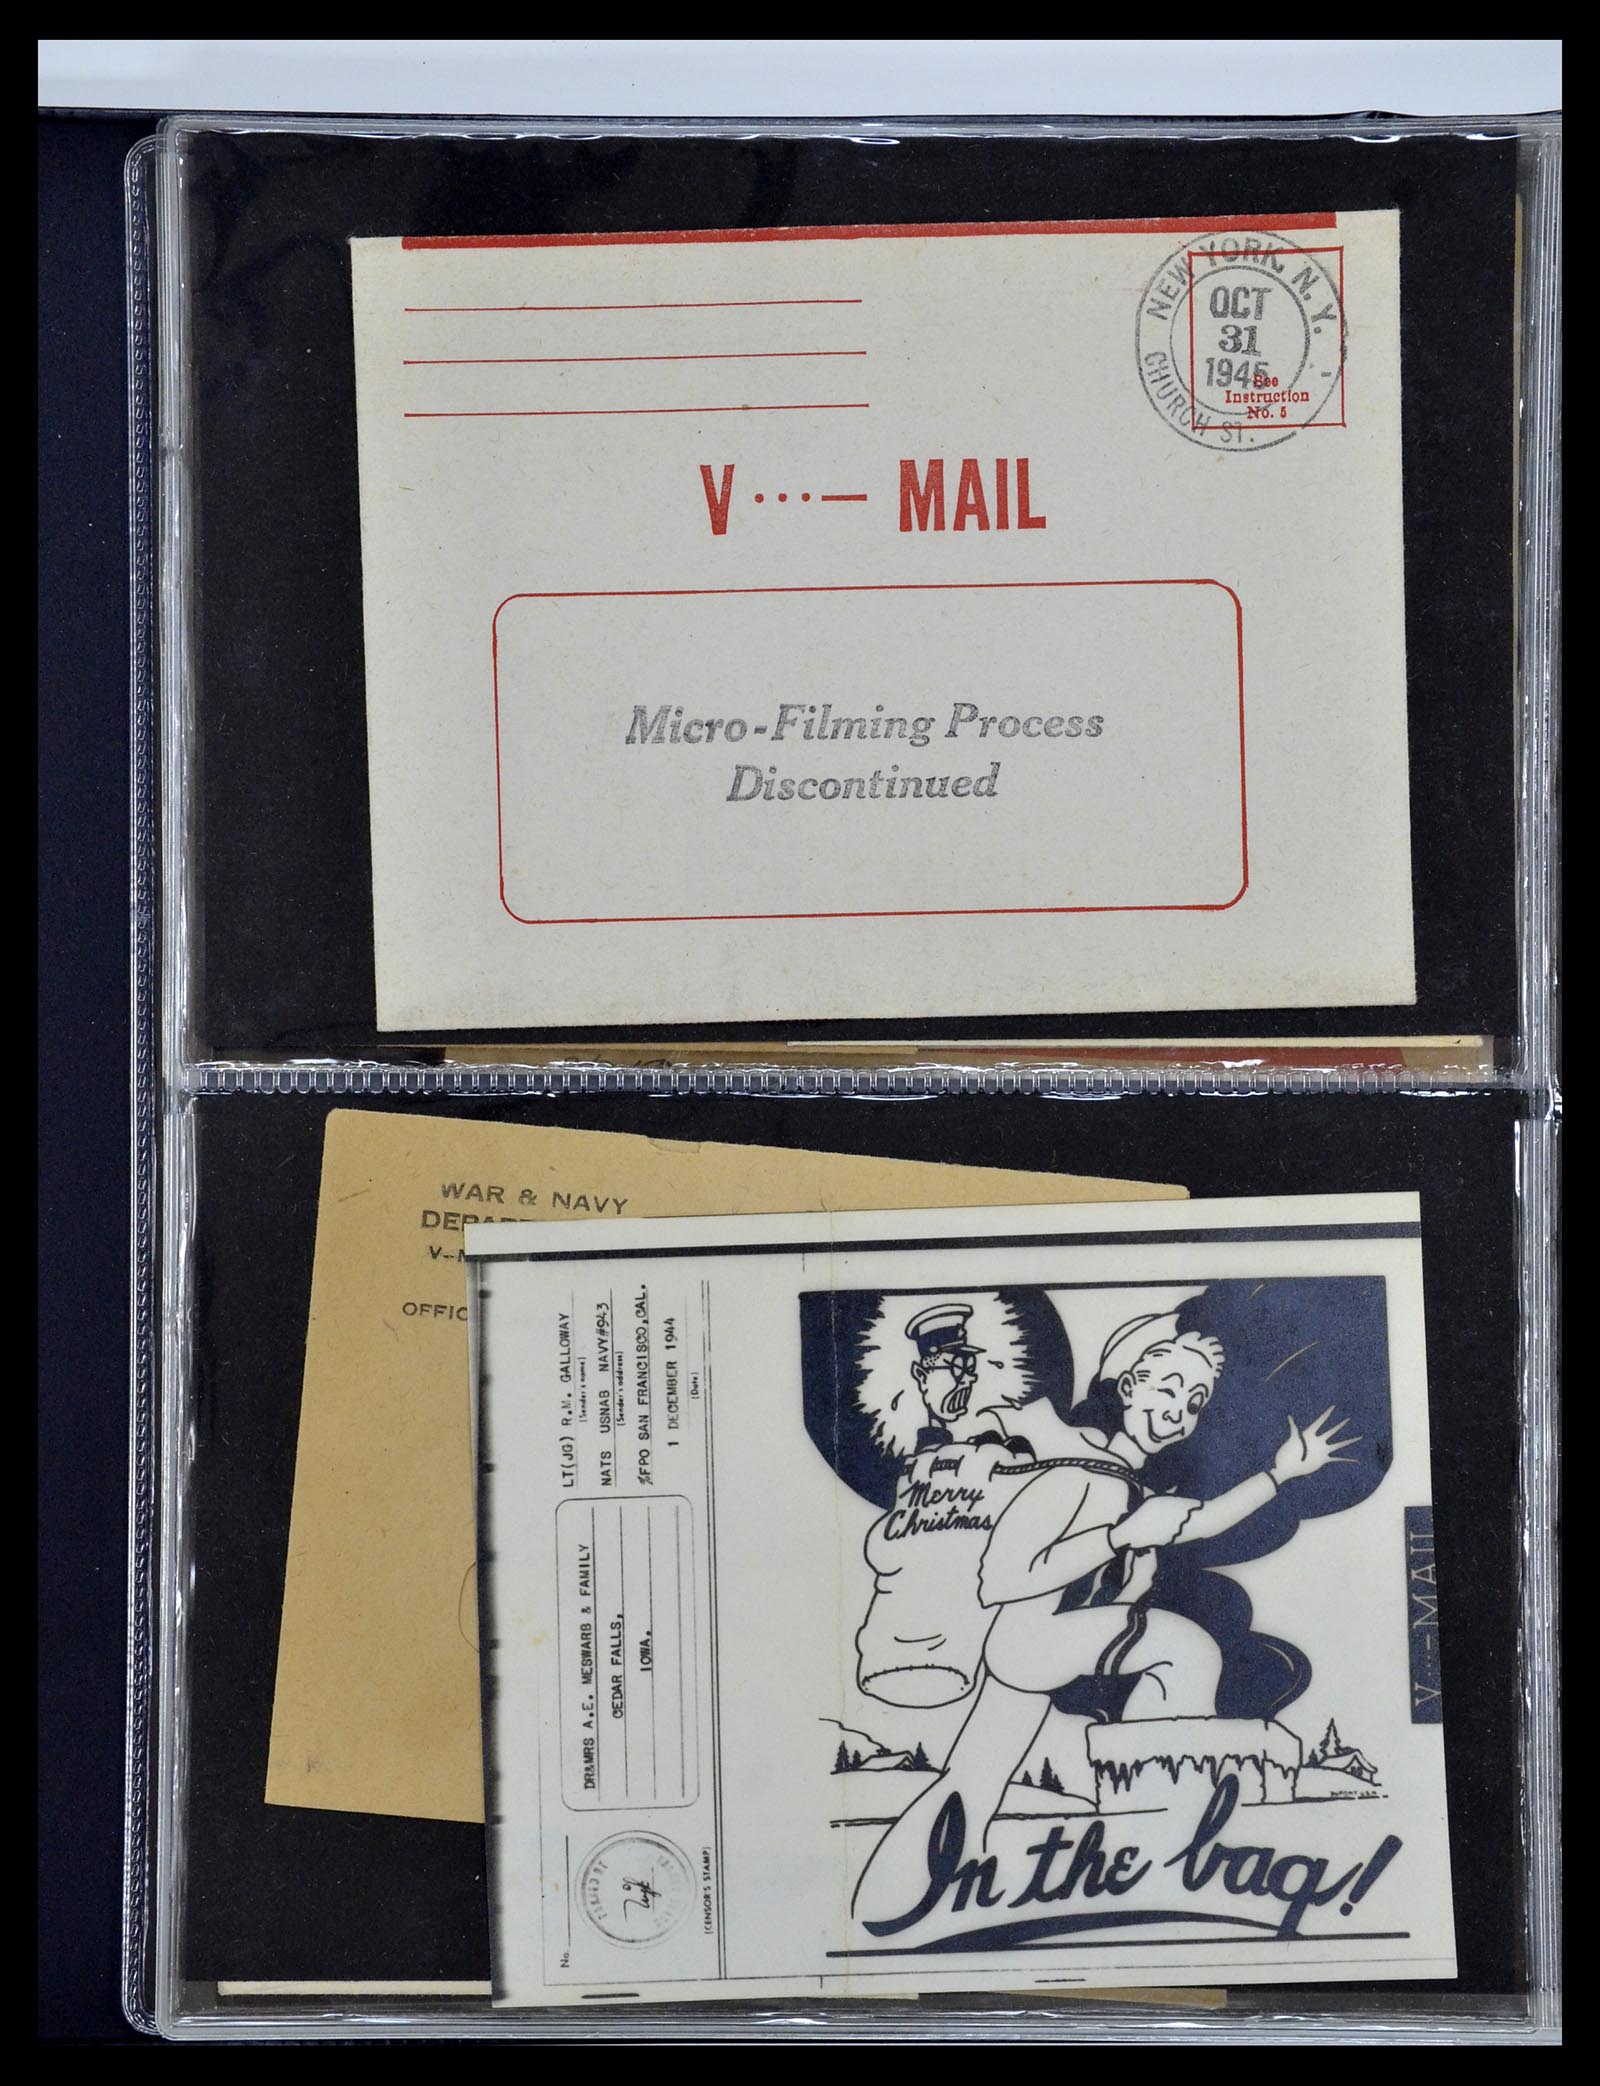 NEW YORK, N. Y.
OCT
31
1945
CHURCH ST.
See
Instruction
No. 5
V ···— MAIL
Micro-Filming Process
Discontinued
WAR & NAVY
V--
OFFIC
LT(JG) R.M. GALLOWAY
(Sender's name)
NATS USNAB NAVY#943
(Sender's address)
%FPO SAN FRANCISCO,CAL.
1 DECEMBER 1944
(Date)
DR&MRS A.E. MESWARB & FAMILY
CEDAR FALLS,
IOWA.
No.
(CENSOR'S STAMP)
Merry
Christmas
V···—MAIL
In the bag!